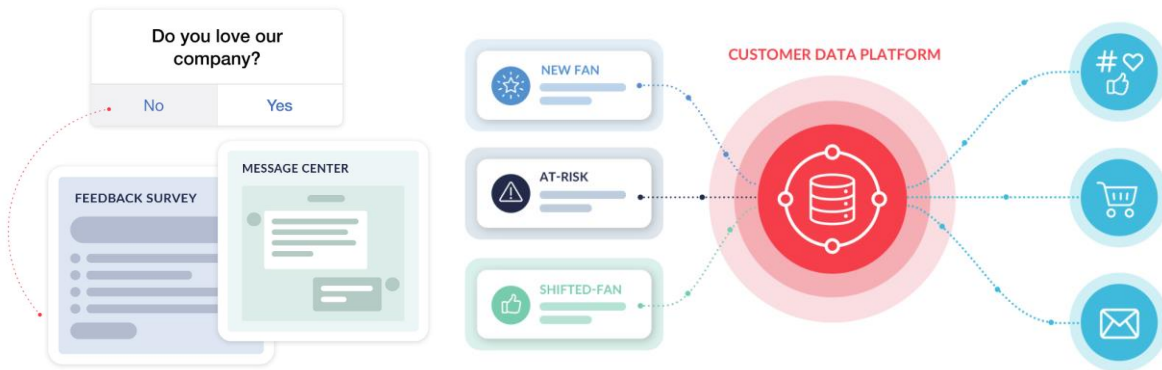 Do you love our
company?
No
Yes
FEEDBACK SURVEY
MESSAGE CENTER
NEW FAN
AT-RISK
SHIFTED-FAN
CUSTOMER DATA PLATFORM
#